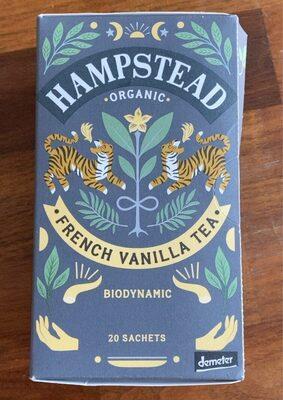 HAMPSTEAD
·ORGANIC·
FRENCH VANILLA TEA
BIODYNAMIC
20 SACHETS
demeter